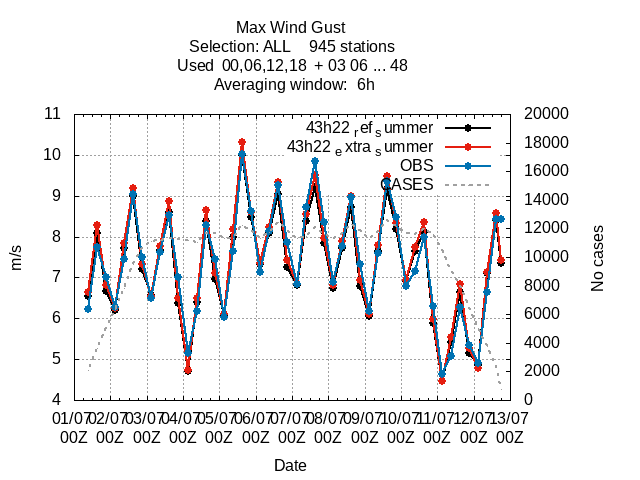 Max Wind Gust
Selection: ALL 945 stations
Used 00,06,12,18 + 03 06 ... 48
Averaging window: 6h
11
10
9
8
7
6
5
4
m/s
20000
18000
16000
14000
12000
10000
8000
6000
4000
2000
0
No cases
43h22 ref summer
43h22 extra summer
OBS
CASES
01/07 02/07 03/07 04/07 05/07 06/07 07/07 08/07 09/07 10/07 11/07 12/07 13/07
00Z 00Z 00Z 00Z 00Z 00Z 00Z 00Z 00Z 00Z 00Z 00Z 00Z
Date